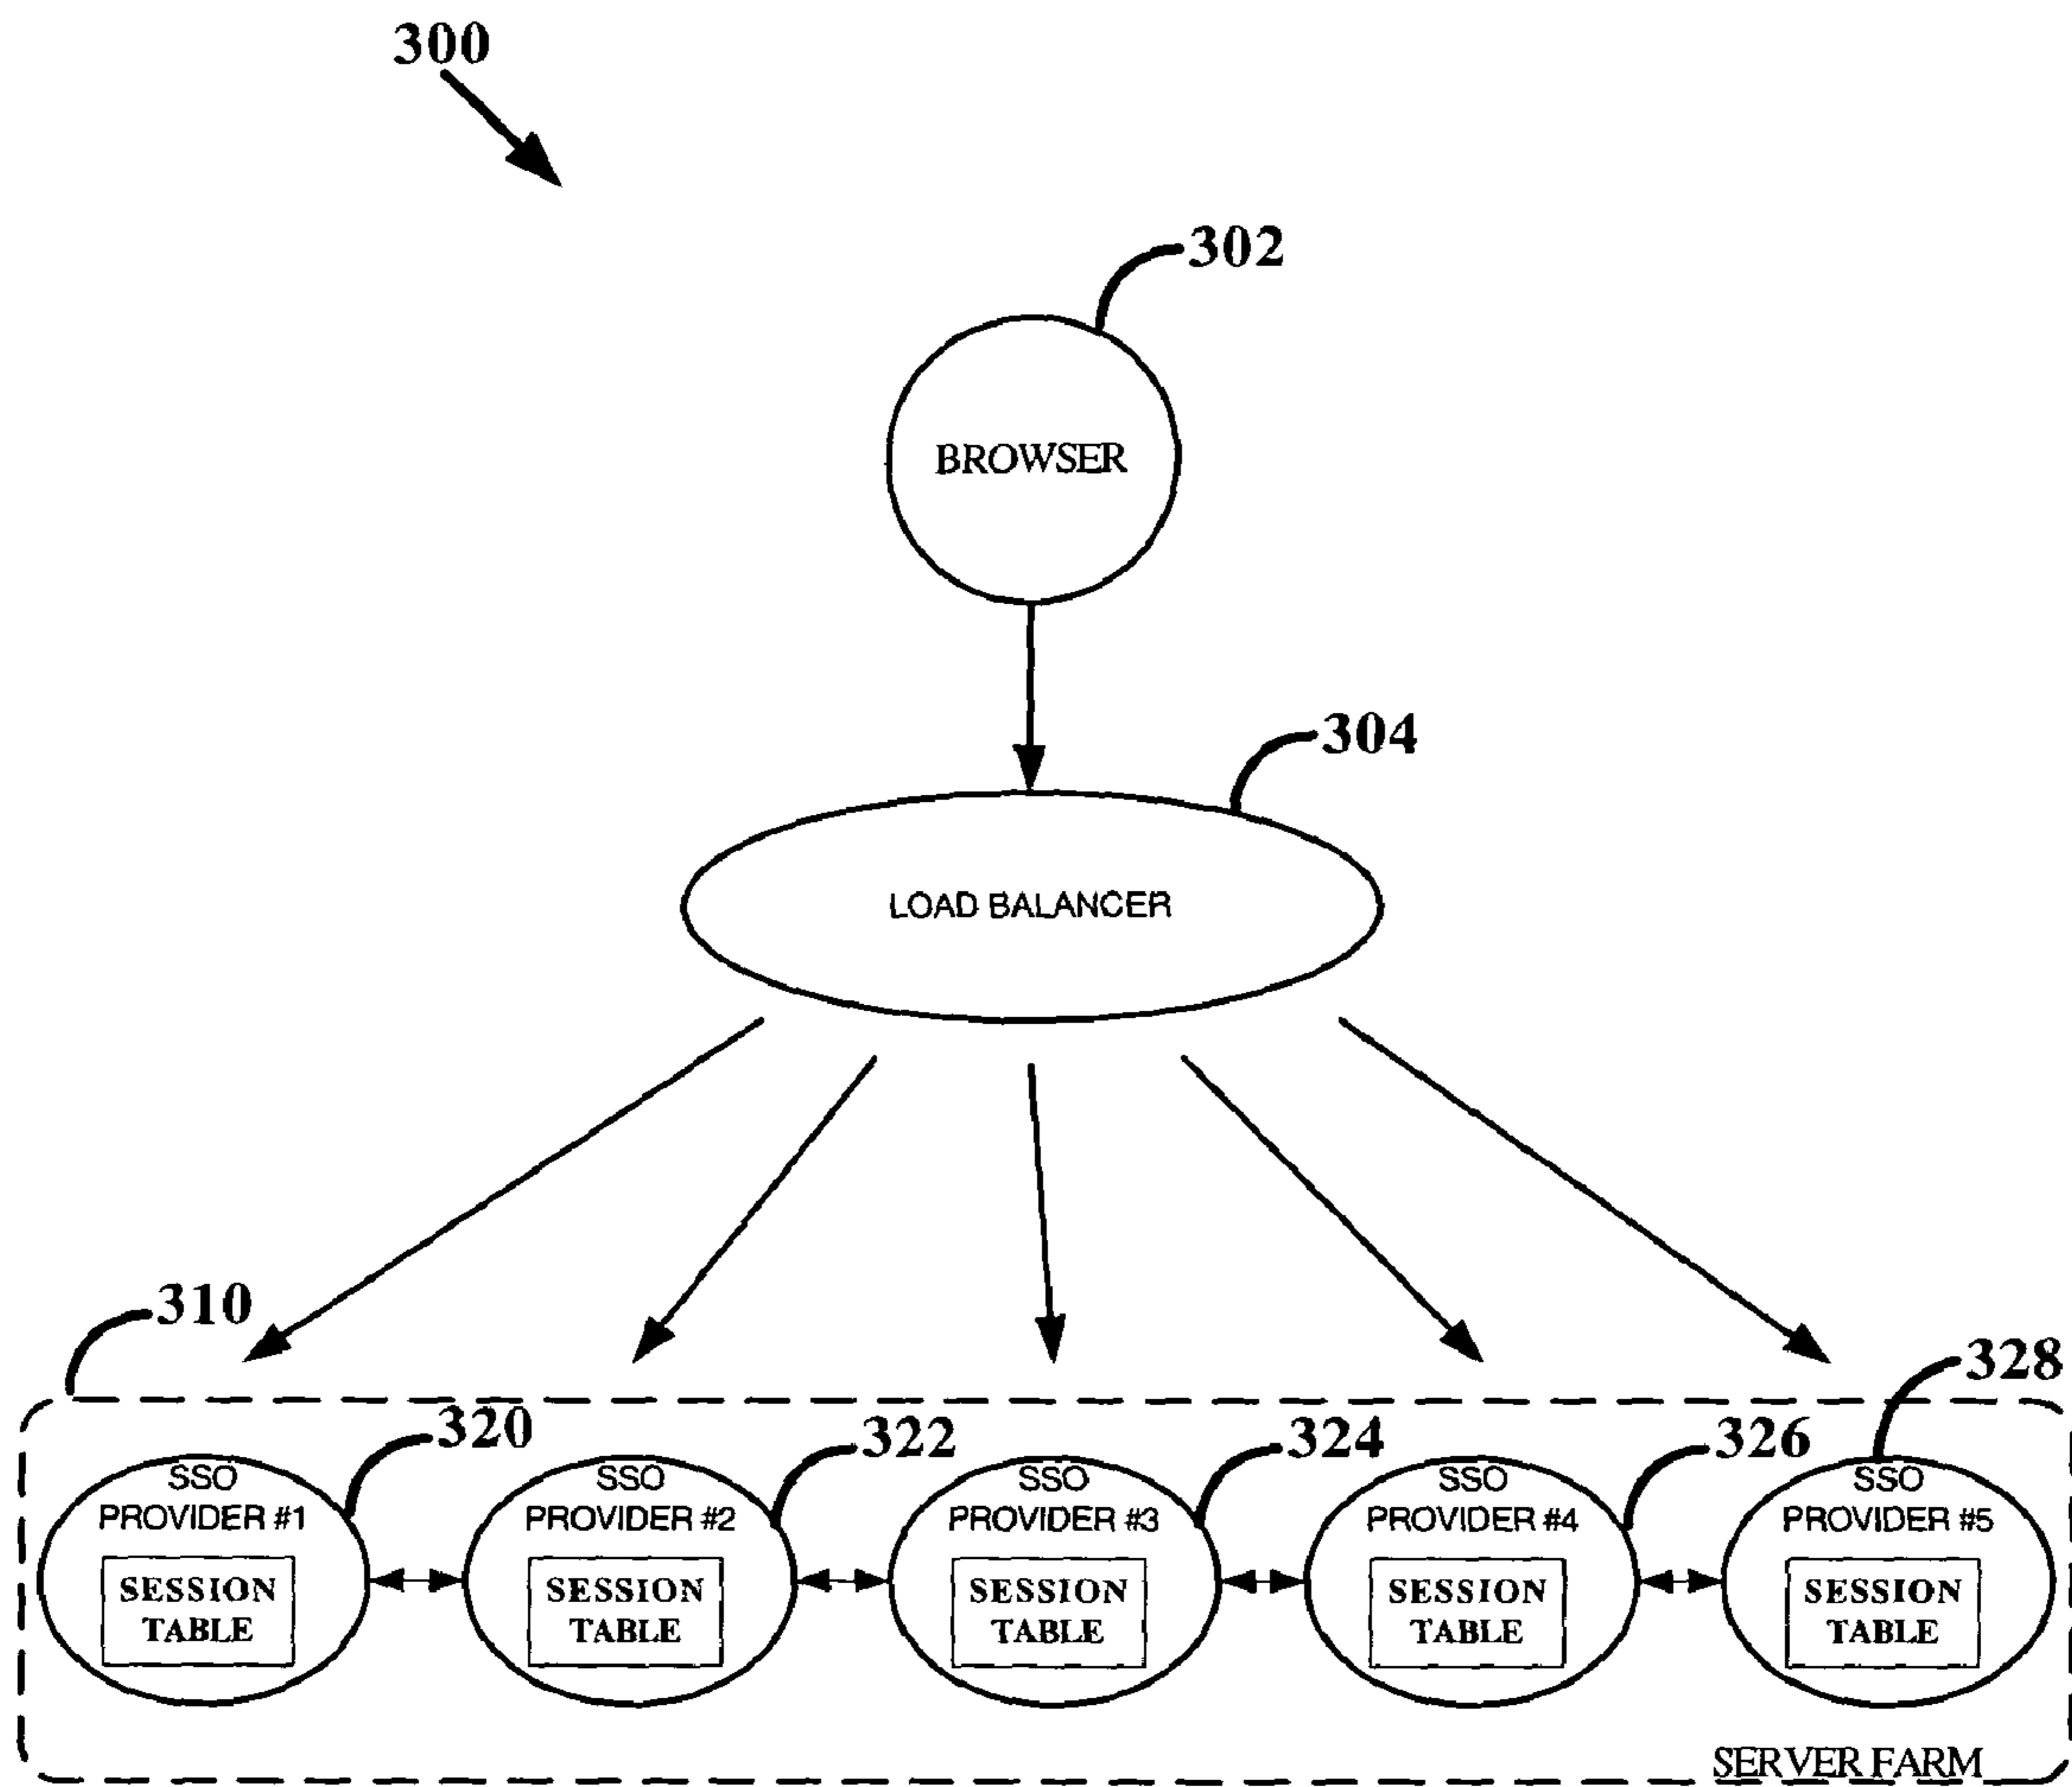 300
302
BROWSER
304
LOAD BALANCER
310
328
320
322
324
326
SSO
PROVIDER #1
SESSION
TABLE
SSO
PROVIDER #2
SESSION
TABLE
SSO
PROVIDER #3
SESSION
TABLE
SSO
PROVIDER #4
SESSION
TABLE
SSO
PROVIDER #5
SESSION
TABLE
SERVER FARM